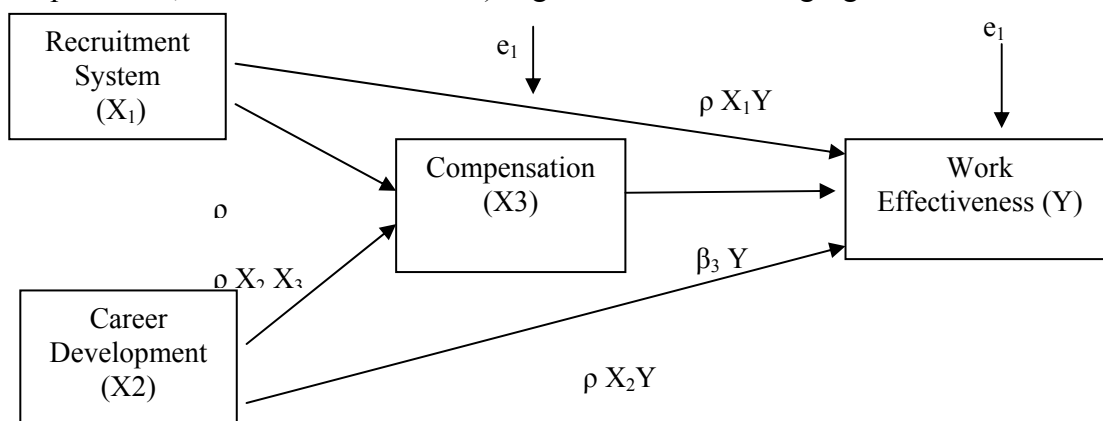 Recruitment
System
(X₁)
e₁
e₁
ρ X₁Y
Compensation
(X3)
Work
Effectiveness (Y)
ρ
ρ X₂ X₃
β₃ Y
Career
Development
(X2)
ρ X₂Y